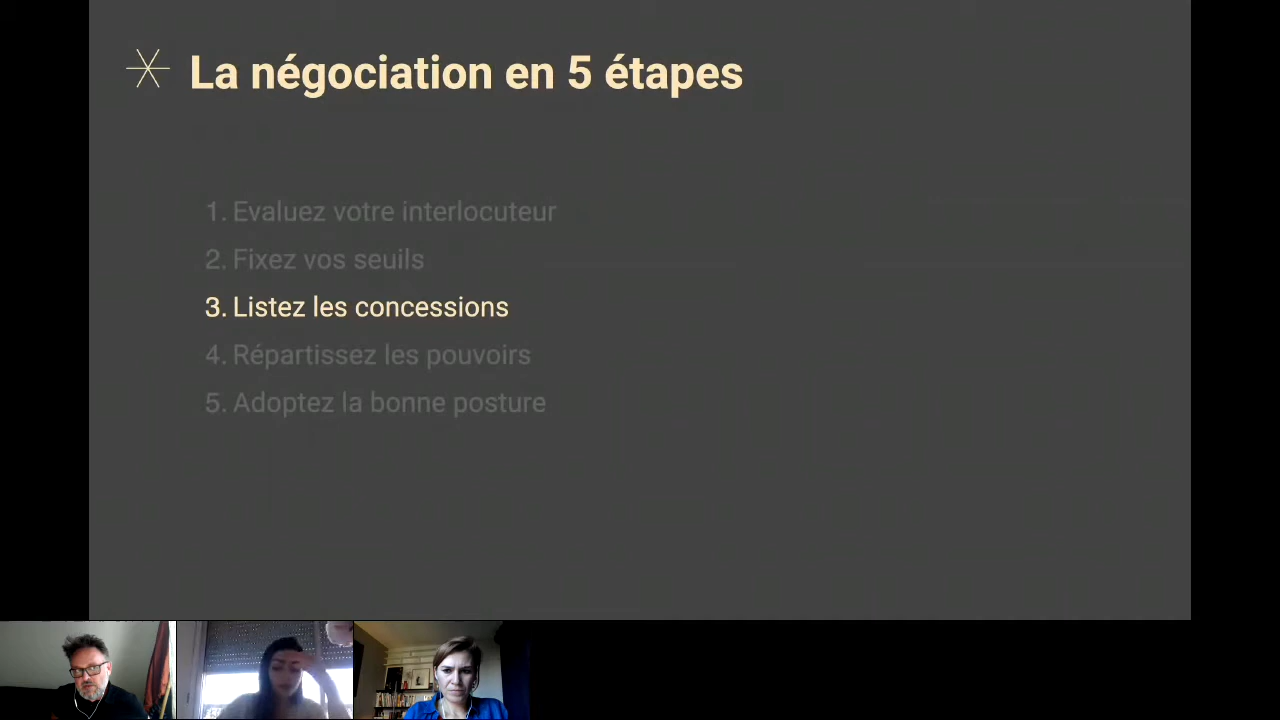 La négociation en 5 étapes
1. Evaluez votre interlocuteur
2. Fixez vos seuils
3. Listez les concessions
4. Répartissez les pouvoirs
5. Adoptez la bonne posture